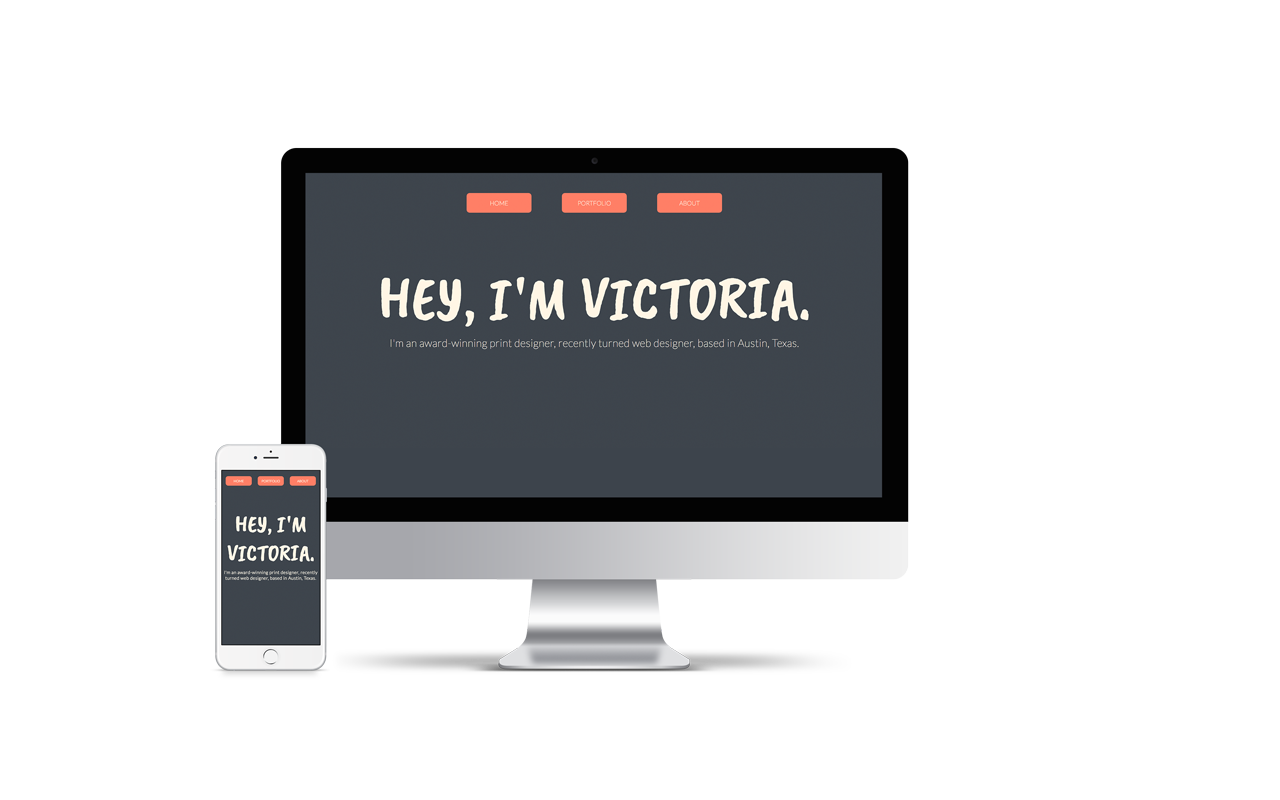 HOME PORTFOLIO ABOUT
HEY, I'M VICTORIA.
I'm an award-winning print designer, recently turned web designer, based in Austin, Texas.
HOME PORTFOLIO ABOUT
HEY, I'M
VICTORIA.
I'm an award-winning print designer, recently
turned web designer, based in Austin, Texas.